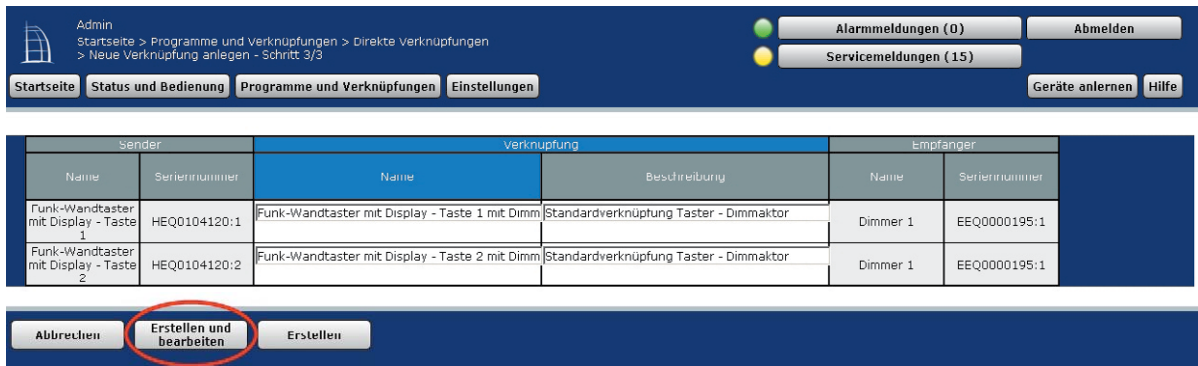 Admin
Startseite > Programme und Verknüpfungen > Direkte Verknüpfungen
> Neue Verknüpfung anlegen - Schritt 3/3
Alarmmeldungen (0)
Abmelden
Servicemeldungen (15)
Startseite Status und Bedienung Programme und Verknüpfungen Einstellungen
Geräte anlernen Hilfe
Sender Verknüpfung Empfänger
Name Seriennummer Name Beschreibung Name Seriennummer
Funk-Wandtaster
mit Display - Taste
1
HEQ0104120:1
Funk-Wandtaster mit Display - Taste 1 mit Dimm
Standardverknüpfung Taster - Dimmaktor
Dimmer 1
EEQ0000195:1
Funk-Wandtaster
mit Display - Taste
2
HEQ0104120:2
Funk-Wandtaster mit Display - Taste 2 mit Dimm
Standardverknüpfung Taster - Dimmaktor
Dimmer 1
EEQ0000195:1
Abbrechen
Erstellen und
bearbeiten
Erstellen